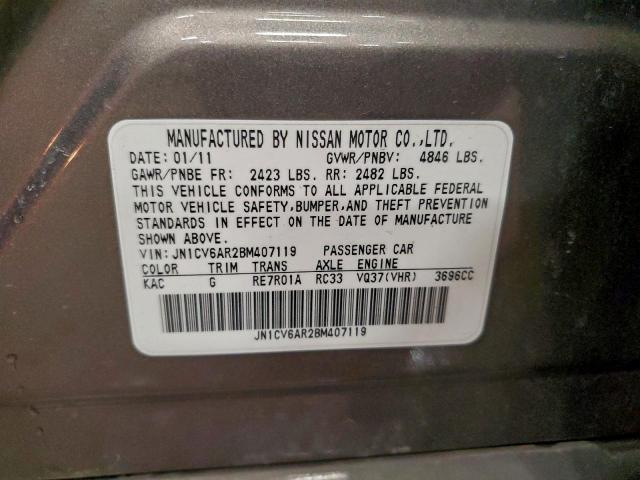 MANUFACTURED BY NISSAN MOTOR CO.,LTD.
DATE: 01/11 GVWR/PNBV: 4846 LBS.
GAWR/PNBE FR: 2423 LBS. RR: 2482 LBS.
THIS VEHICLE CONFORMS TO ALL APPLICABLE FEDERAL
MOTOR VEHICLE SAFETY,BUMPER,AND THEFT PREVENTION
STANDARDS IN EFFECT ON THE DATE OF MANUFACTURE
SHOWN ABOVE.
VIN: JN1CV6AR2BM407119 PASSENGER CAR
COLOR TRIM TRANS AXLE ENGINE
KAC G RE7R01A RC33 VQ37(VHR) 3696CC
JN1CV6AR2BM407119